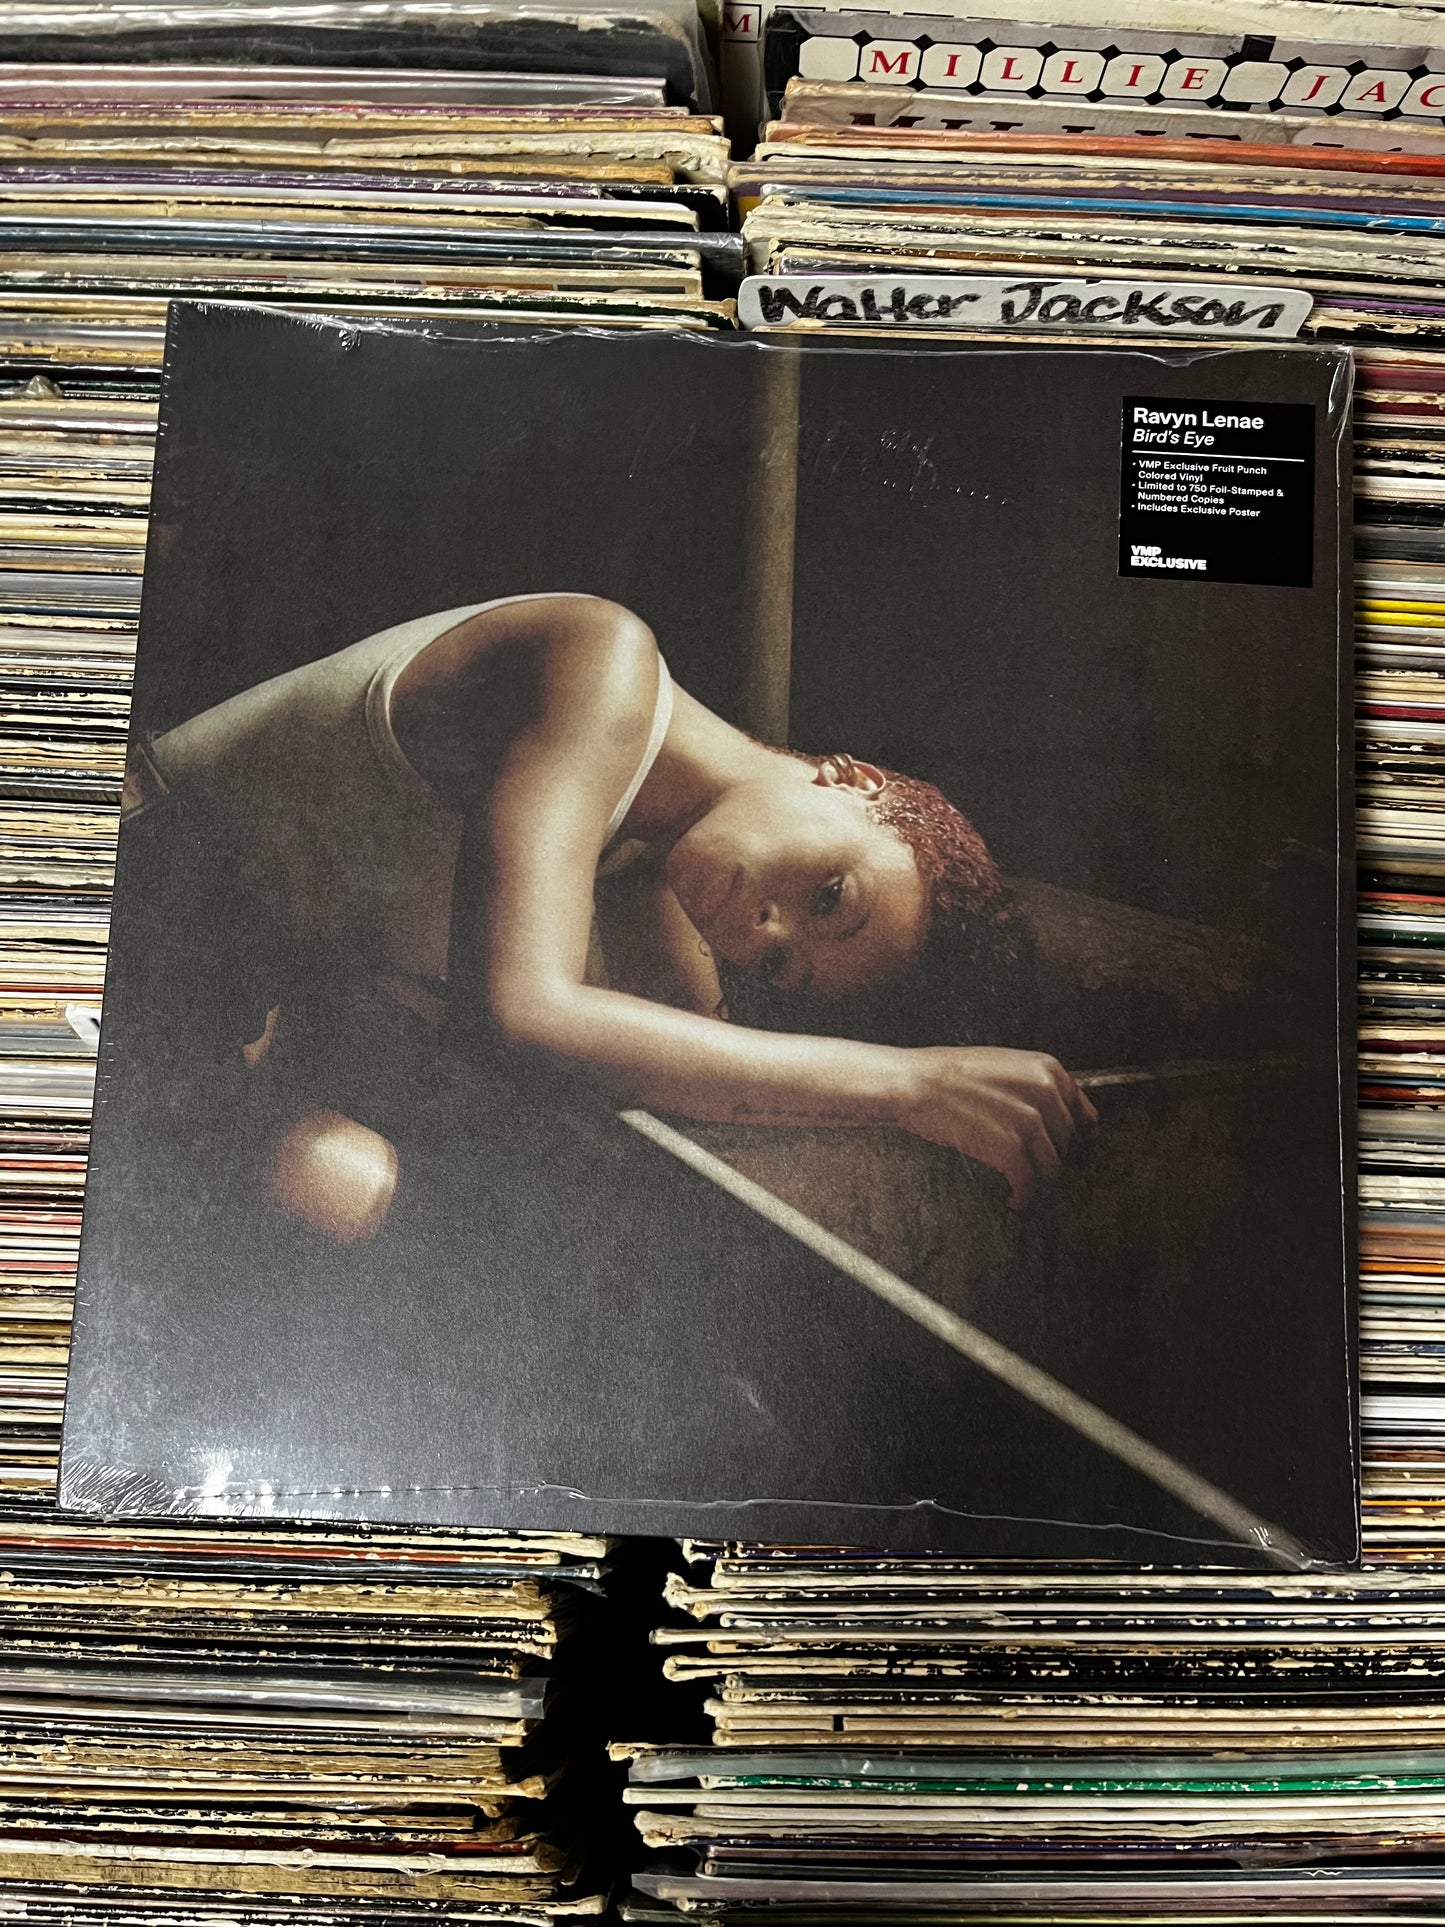 M
MILLIE JAC
Walter Jackson
Ravyn Lenae
Bird's Eye
• VMP Exclusive Fruit Punch
Colored Vinyl
• Limited to 750 Foil-Stamped &
Numbered Copies
• Includes Exclusive Poster
VMP
EXCLUSIVE